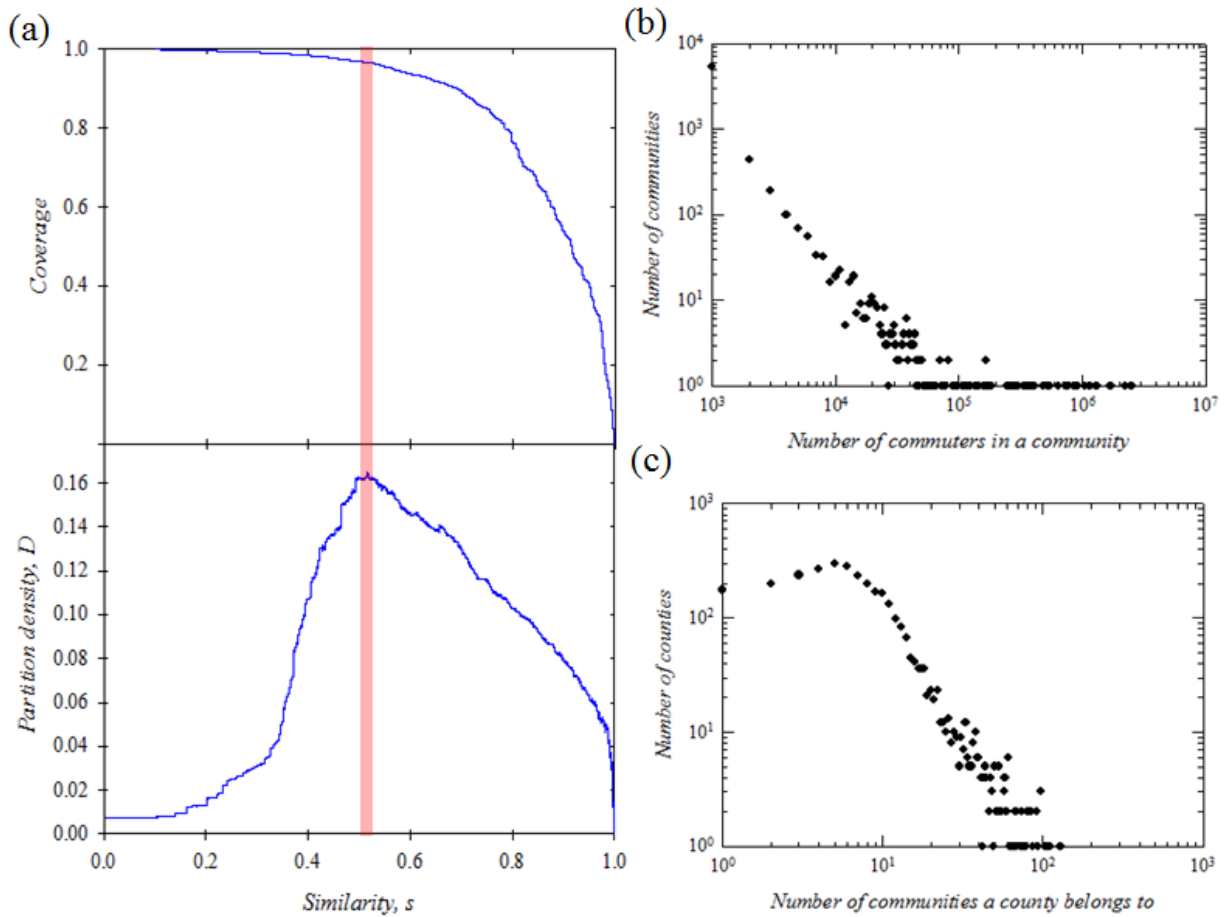 (a)
1.0
0.8
0.6
0.4
0.2
Coverage
0.16
0.14
0.12
0.10
0.08
0.06
0.04
0.02
0.00
Partition density, D
0.0 0.2 0.4 0.6 0.8 1.0
Similarity, s
(b)
10^4
10^3
10^2
10^1
10^0
Number of communities
10^3 10^4 10^5 10^6 10^7
Number of commuters in a community
(c)
10^3
10^2
10^1
10^0
Number of counties
10^0 10^1 10^2 10^3
Number of communities a county belongs to